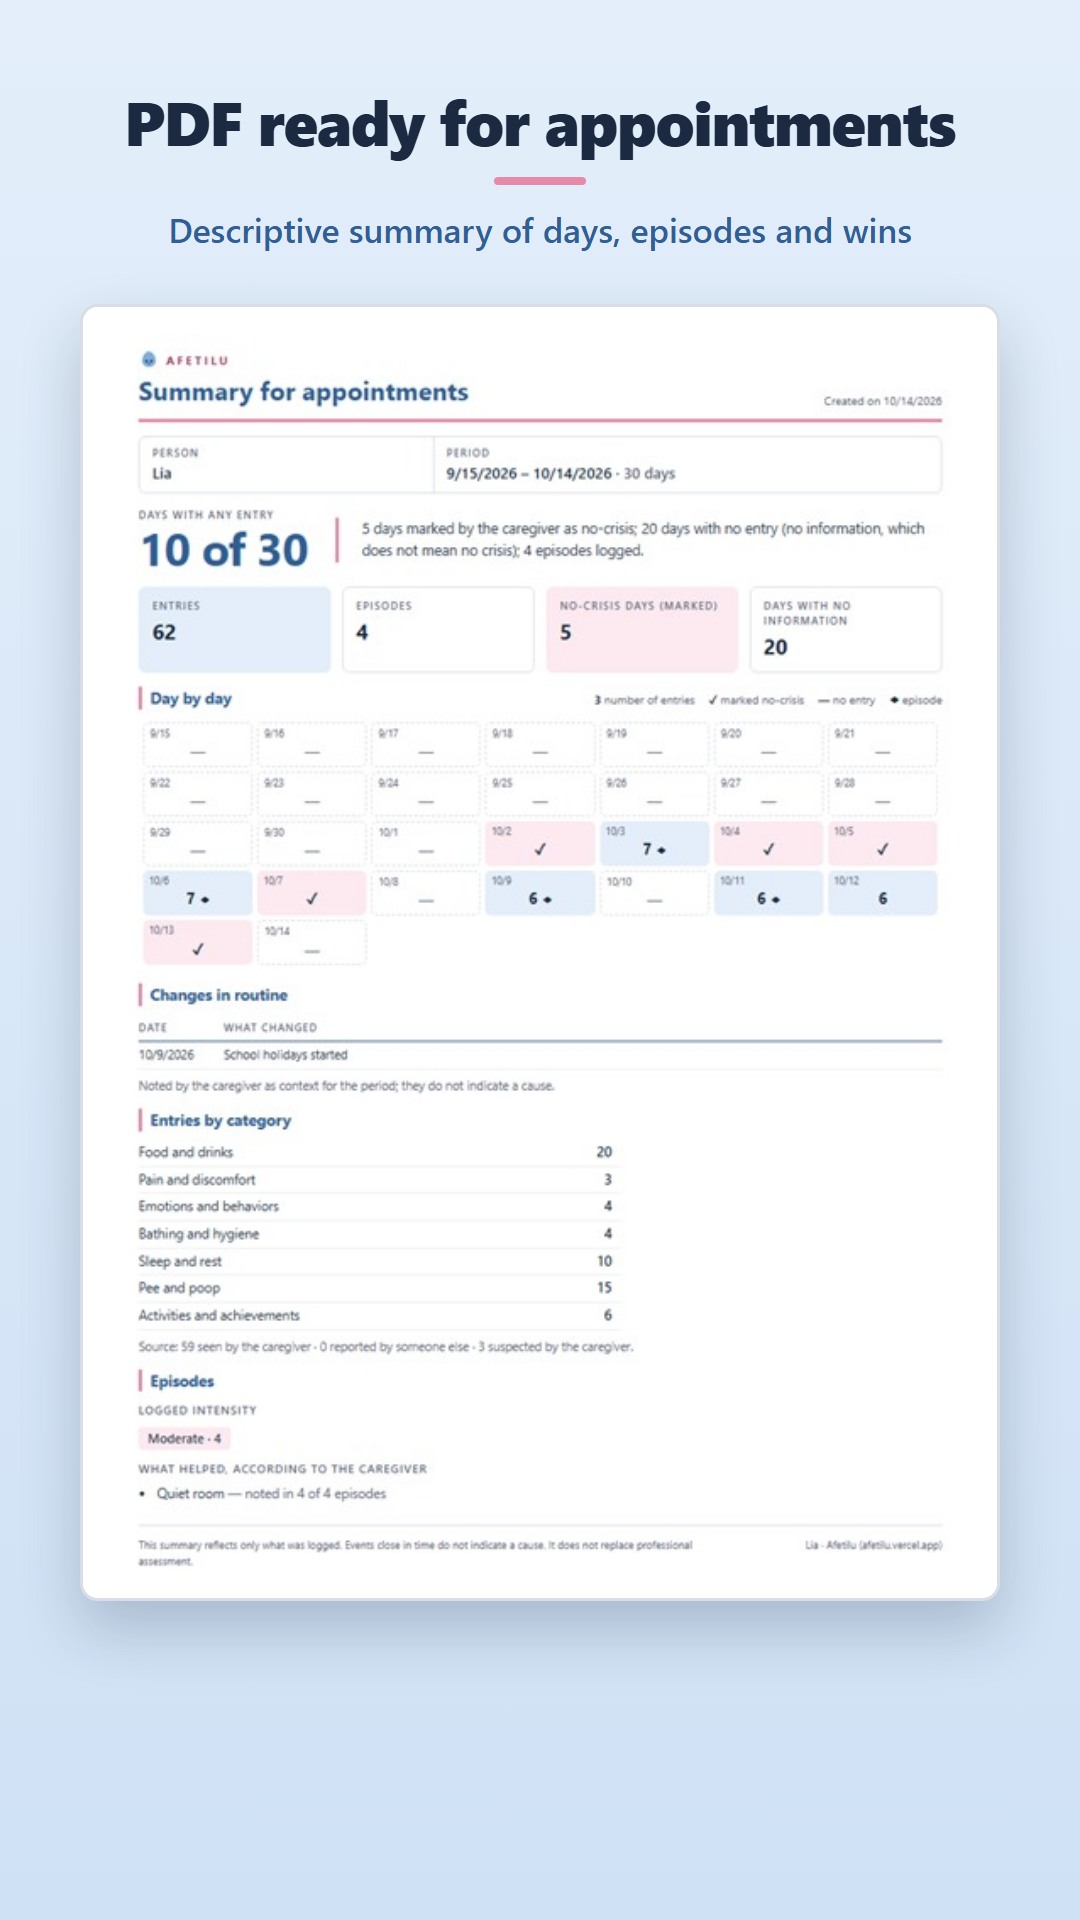 PDF ready for appointments
Descriptive summary of days, episodes and wins
AFETILU
Summary for appointments
Created on 10/14/2026
PERSON
Lia
PERIOD
9/15/2026 – 10/14/2026 · 30 days
DAYS WITH ANY ENTRY
10 of 30
5 days marked by the caregiver as no-crisis; 20 days with no entry (no information, which
does not mean no crisis); 4 episodes logged.
ENTRIES
62
EPISODES
4
NO-CRISIS DAYS (MARKED)
5
DAYS WITH NO
INFORMATION
20
Day by day
3 number of entries ✓ marked no-crisis — no entry ◆ episode
9/15 9/16 9/17 9/18 9/19 9/20 9/21
— — — — — — —
9/22 9/23 9/24 9/25 9/26 9/27 9/28
— — — — — — —
9/29 9/30 10/1 10/2 10/3 10/4 10/5
— — — ✓ 7 ◆ ✓ ✓
10/6 10/7 10/8 10/9 10/10 10/11 10/12
7 ◆ ✓ — 6 ◆ — 6 ◆ 6
10/13 10/14
✓ —
Changes in routine
DATE WHAT CHANGED
10/9/2026 School holidays started
Noted by the caregiver as context for the period; they do not indicate a cause.
Entries by category
Food and drinks 20
Pain and discomfort 3
Emotions and behaviors 4
Bathing and hygiene 4
Sleep and rest 10
Pee and poop 15
Activities and achievements 6
Source: 59 seen by the caregiver · 0 reported by someone else · 3 suspected by the caregiver.
Episodes
LOGGED INTENSITY
Moderate · 4
WHAT HELPED, ACCORDING TO THE CAREGIVER
• Quiet room — noted in 4 of 4 episodes
This summary reflects only what was logged. Events close in time do not indicate a cause. It does not replace professional
assessment.
Lia · Afetilu (afetilu.vercel.app)